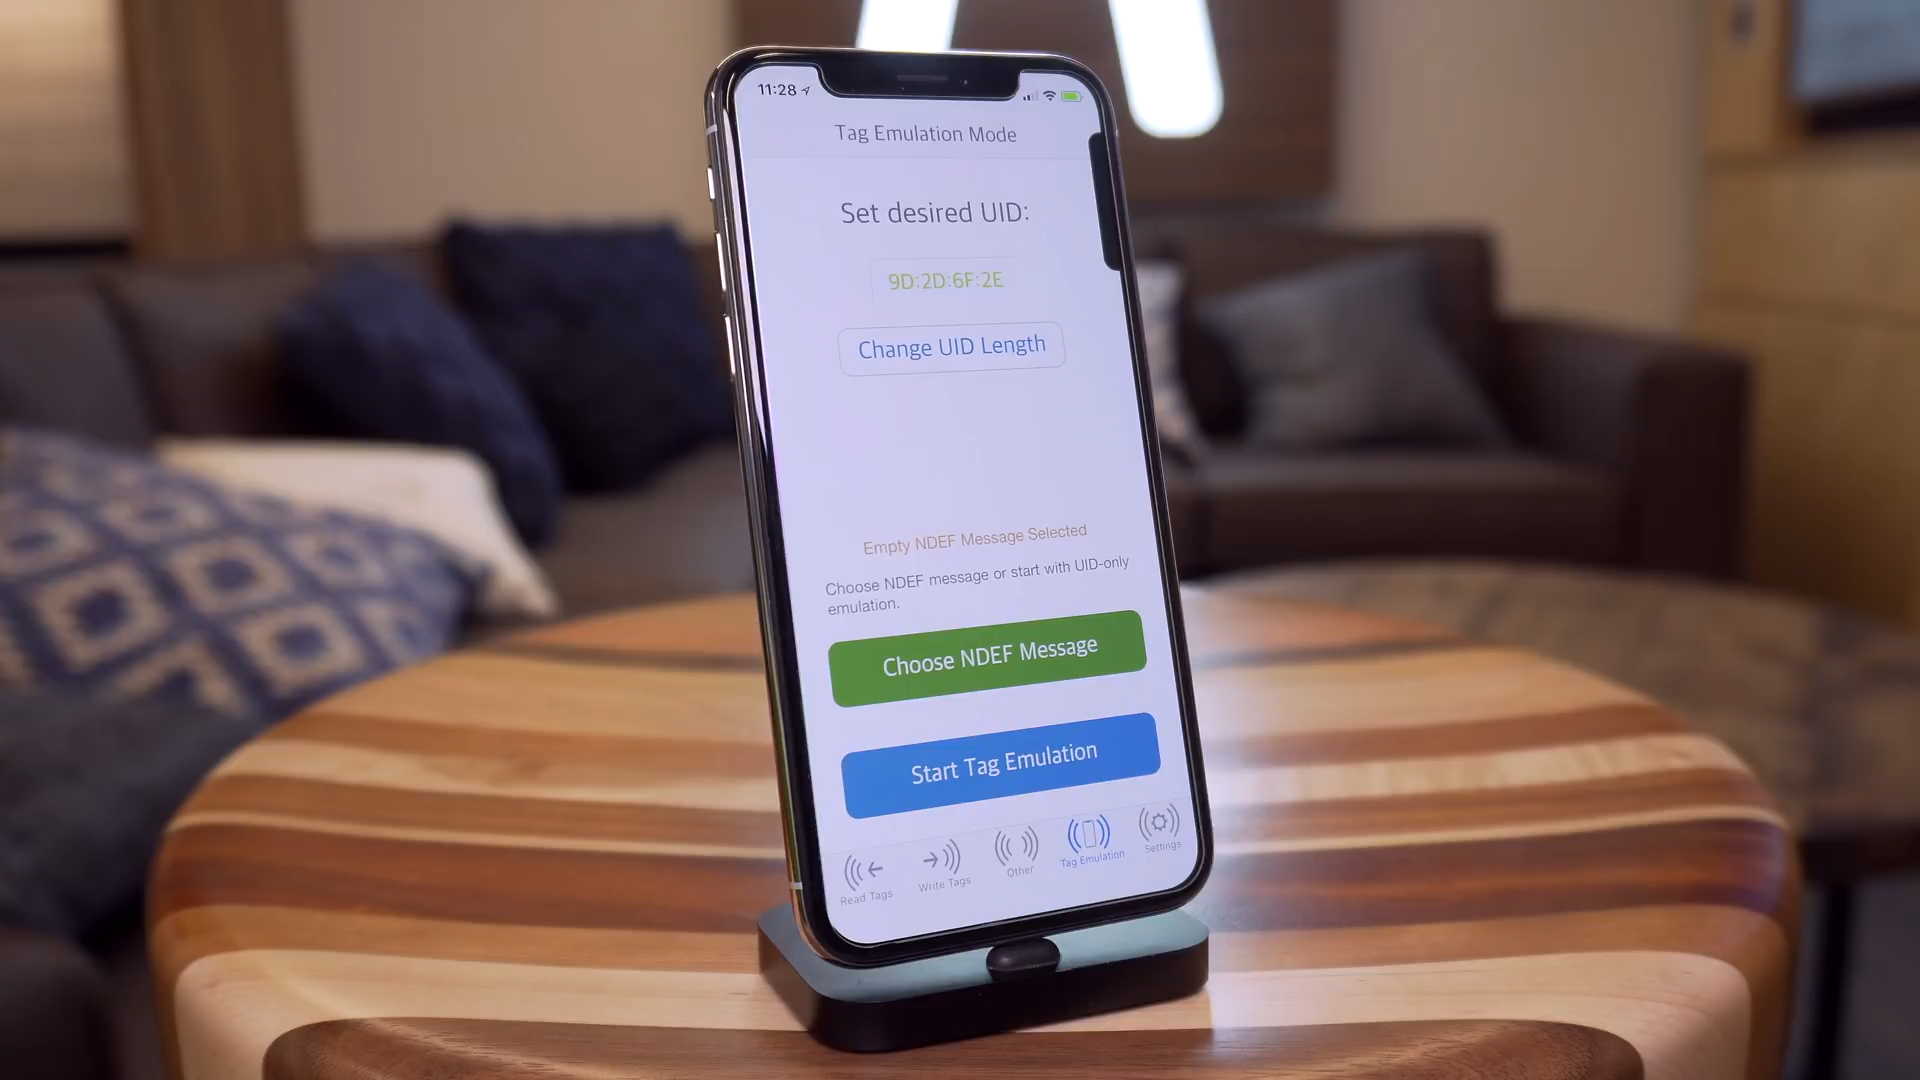 11:28
Tag Emulation Mode
Set desired UID:
9D:2D:6F:2E
Change UID Length
Empty NDEF Message Selected
Choose NDEF message or start with UID-only
emulation.
Choose NDEF Message
Start Tag Emulation
Read Tags
Write Tags
Other
Tag Emulation
Settings